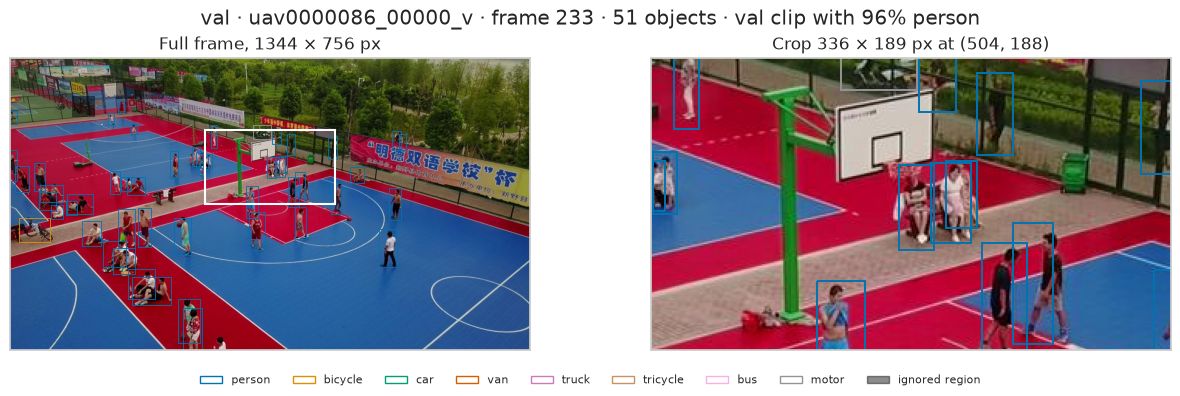 val · uav0000086_00000_v · frame 233 · 51 objects · val clip with 96% person
Full frame, 1344 × 756 px
Crop 336 × 189 px at (504, 188)
“明德双语学校”杯
person
bicycle
car
van
truck
tricycle
bus
motor
ignored region